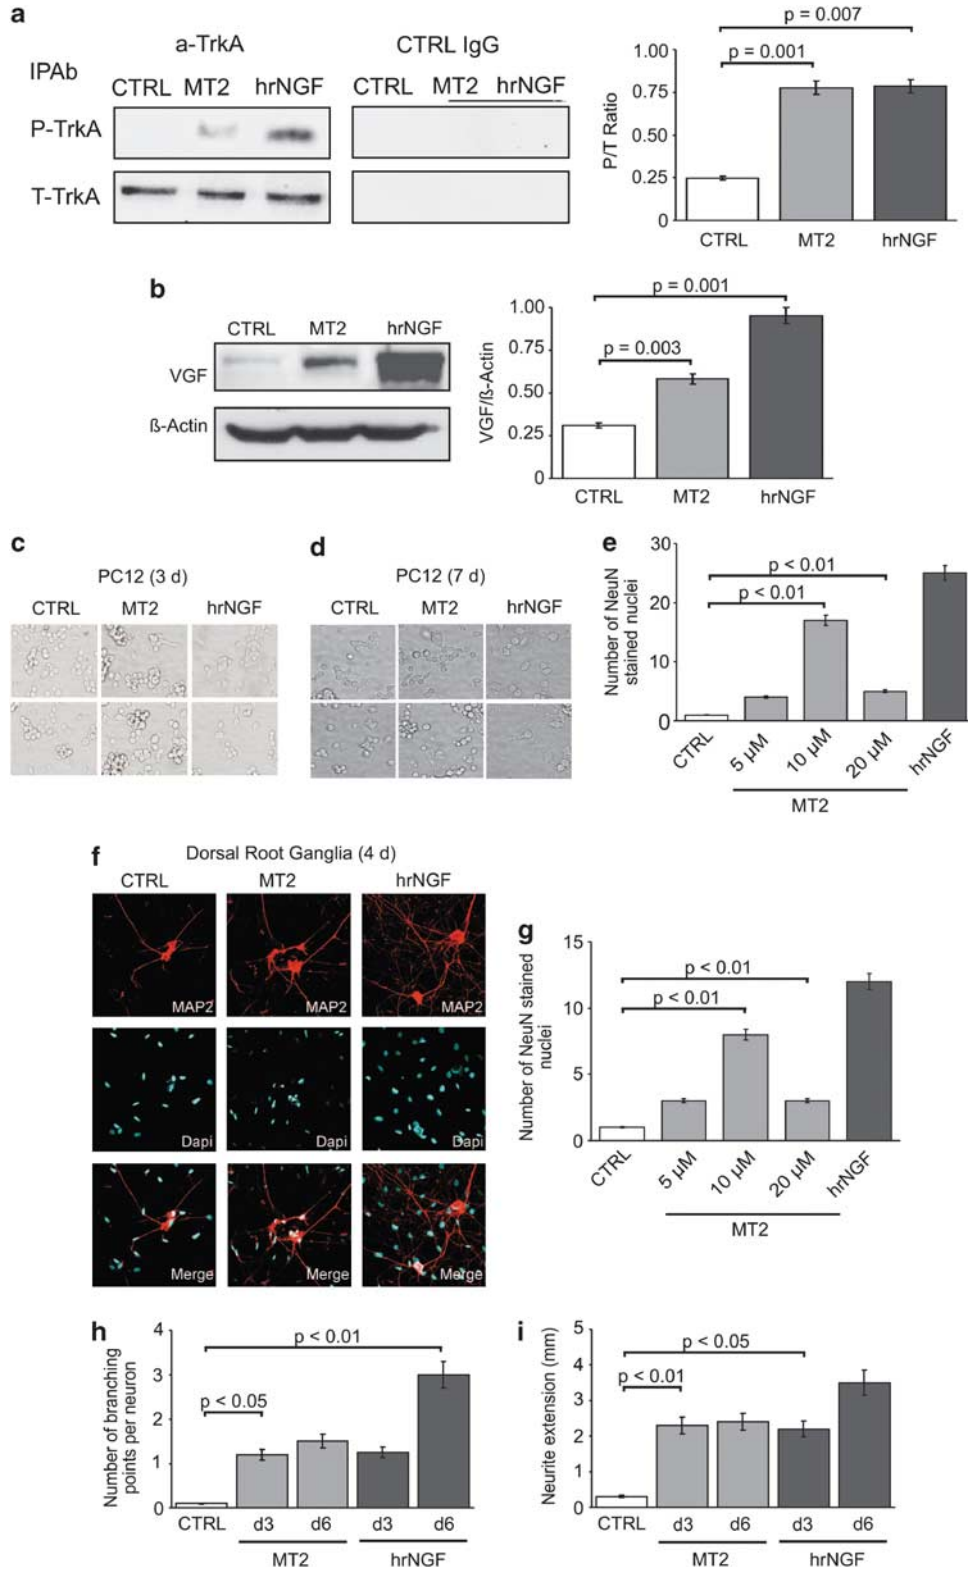 a
a-TrkA
CTRL IgG
IPAb
CTRL MT2 hrNGF
CTRL MT2 hrNGF
P-TrkA
T-TrkA
p = 0.007
p = 0.001
1.00
0.75
0.50
0.25
0
P/T Ratio
CTRL MT2 hrNGF
b
CTRL MT2 hrNGF
VGF
ß-Actin
p = 0.001
p = 0.003
1.00
0.75
0.50
0.25
0
VGF/ß-Actin
CTRL MT2 hrNGF
c
PC12 (3 d)
CTRL MT2 hrNGF
d
PC12 (7 d)
CTRL MT2 hrNGF
e
30
20
10
0
Number of NeuN
stained nuclei
p < 0.01
p < 0.01
CTRL 5 µM 10 µM 20 µM hrNGF
MT2
f
Dorsal Root Ganglia (4 d)
CTRL MT2 hrNGF
MAP2 MAP2 MAP2
Dapi Dapi Dapi
Merge Merge Merge
g
15
10
5
0
Number of NeuN stained
nuclei
p < 0.01
p < 0.01
CTRL 5 µM 10 µM 20 µM hrNGF
MT2
h
4
3
2
1
0
Number of branching
points per neuron
p < 0.01
p < 0.05
CTRL d3 d6 d3 d6
MT2 hrNGF
i
5
4
3
2
1
0
Neurite extension (mm)
p < 0.05
p < 0.01
CTRL d3 d6 d3 d6
MT2 hrNGF